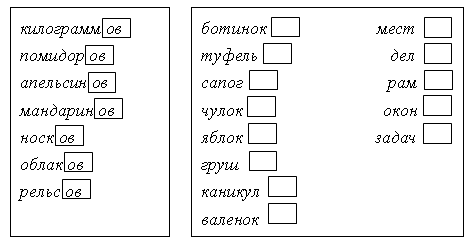 килограммов
помидоров
апельсинов
мандаринов
носков
облаков
рельсов
ботинок
туфель
сапог
чулок
яблок
груш
каникул
валенок
мест
дел
рам
окон
задач